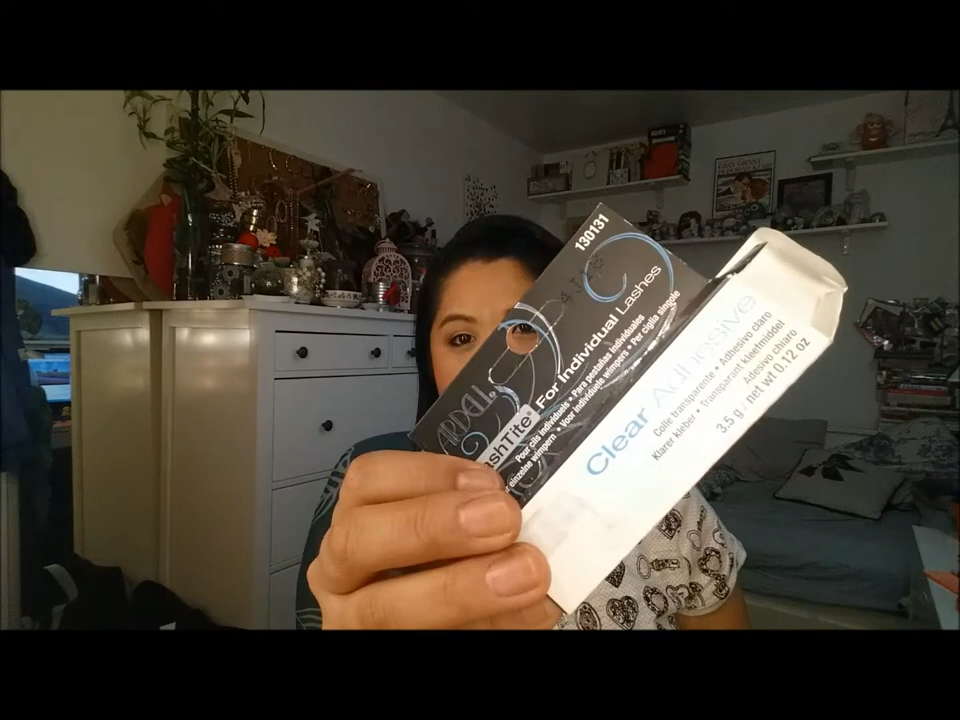 130131
ARDELL
LashTite For Individual Lashes
Pour cils individuels • Para pestañas individuales
einzelne wimpern • Voor individuele wimpers • Per ciglia singole
Clear Adhesive
Colle transparente • Adhesivo claro
Klarer kleber • Transparant kleefmiddel
Adesivo chiaro
3.5 g / net wt 0.12 oz
CARY GRANT